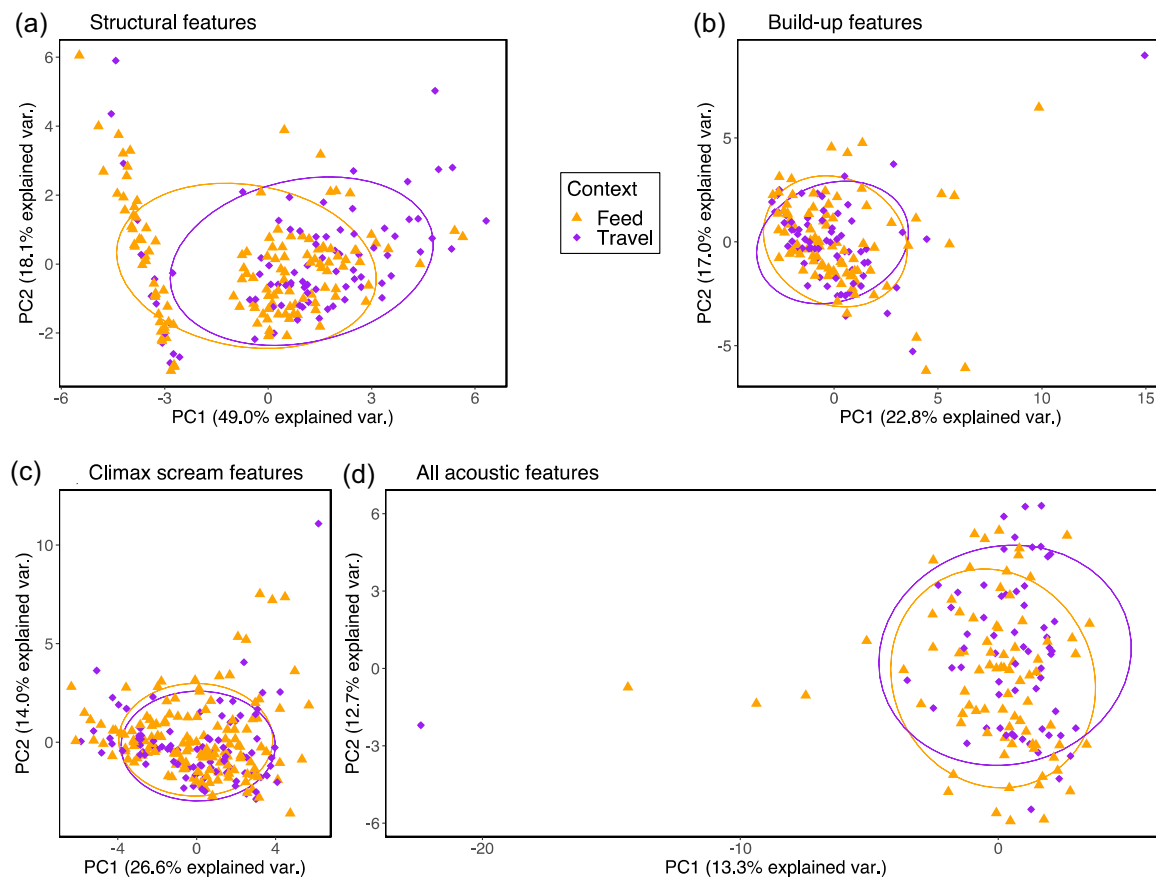 (a) Structural features
6
4
2
0
-2
PC2 (18.1% explained var.)
-6 -3 0 3 6
PC1 (49.0% explained var.)
Context
Feed
Travel
(b) Build-up features
5
0
-5
PC2 (17.0% explained var.)
0 5 10 15
PC1 (22.8% explained var.)
(c) Climax scream features
10
5
0
PC2 (14.0% explained var.)
-4 0 4
PC1 (26.6% explained var.)
(d) All acoustic features
6
3
0
-3
-6
PC2 (12.7% explained var.)
-20 -10 0
PC1 (13.3% explained var.)